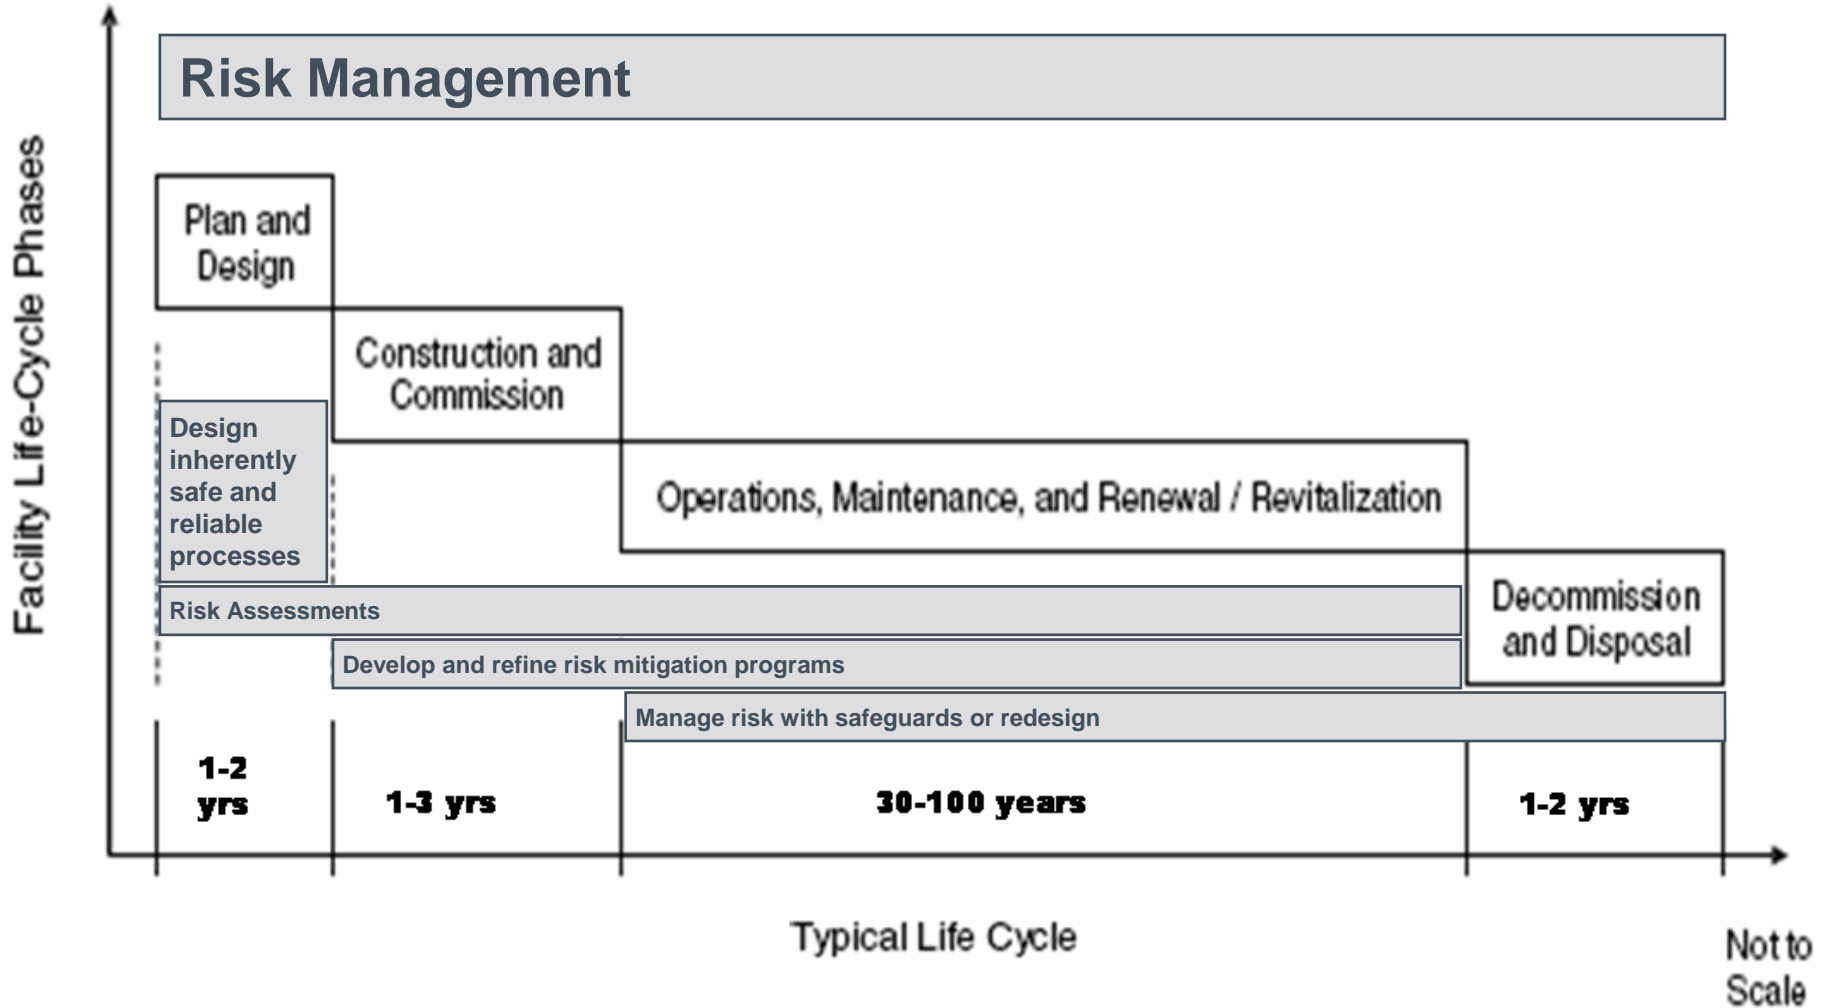 Risk Management
Facility Life-Cycle Phases
Plan and
Design
Construction and
Commission
Design
inherently
safe and
reliable
processes
Operations, Maintenance, and Renewal / Revitalization
Decommission
and Disposal
Risk Assessments
Develop and refine risk mitigation programs
Manage risk with safeguards or redesign
1-2
yrs
1-3 yrs
30-100 years
1-2 yrs
Typical Life Cycle
Not to
Scale